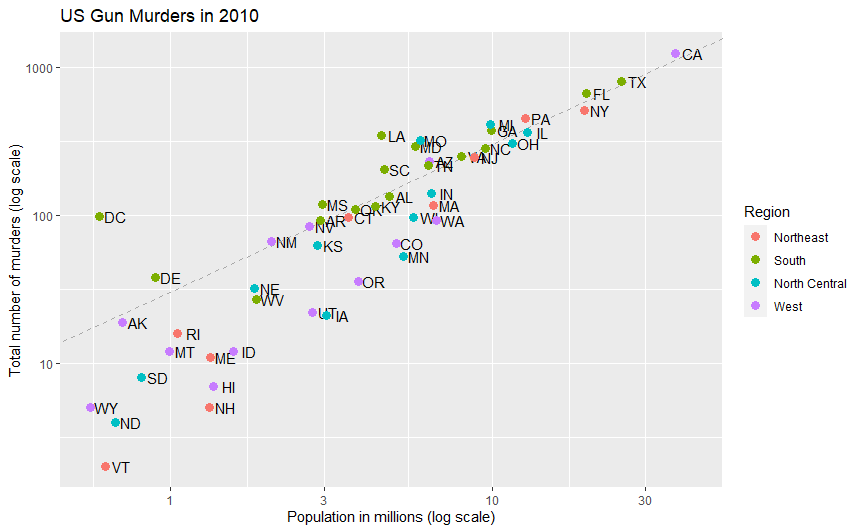 US Gun Murders in 2010
Total number of murders (log scale)
1000
100
10
CA
TX
FL
NY
PA
MI
GA
IL
OH
LA
MO
MD
NC
VA
NJ
AZ
TN
SC
IN
AL
MA
KY
OK
MS
WI
WA
CT
AR
NV
DC
NM
KS
CO
MN
DE
OR
NE
WV
UT
IA
AK
RI
MT
ID
ME
SD
HI
WY
NH
ND
VT
1
3
10
30
Population in millions (log scale)
Region
Northeast
South
North Central
West